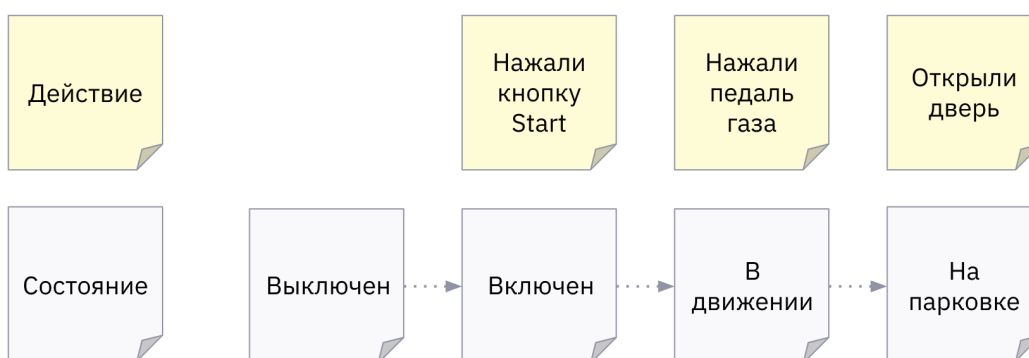 Действие
Нажали
кнопку
Start
Нажали
педаль
газа
Открыли
дверь
Состояние
Выключен
Включен
В
движении
На
парковке